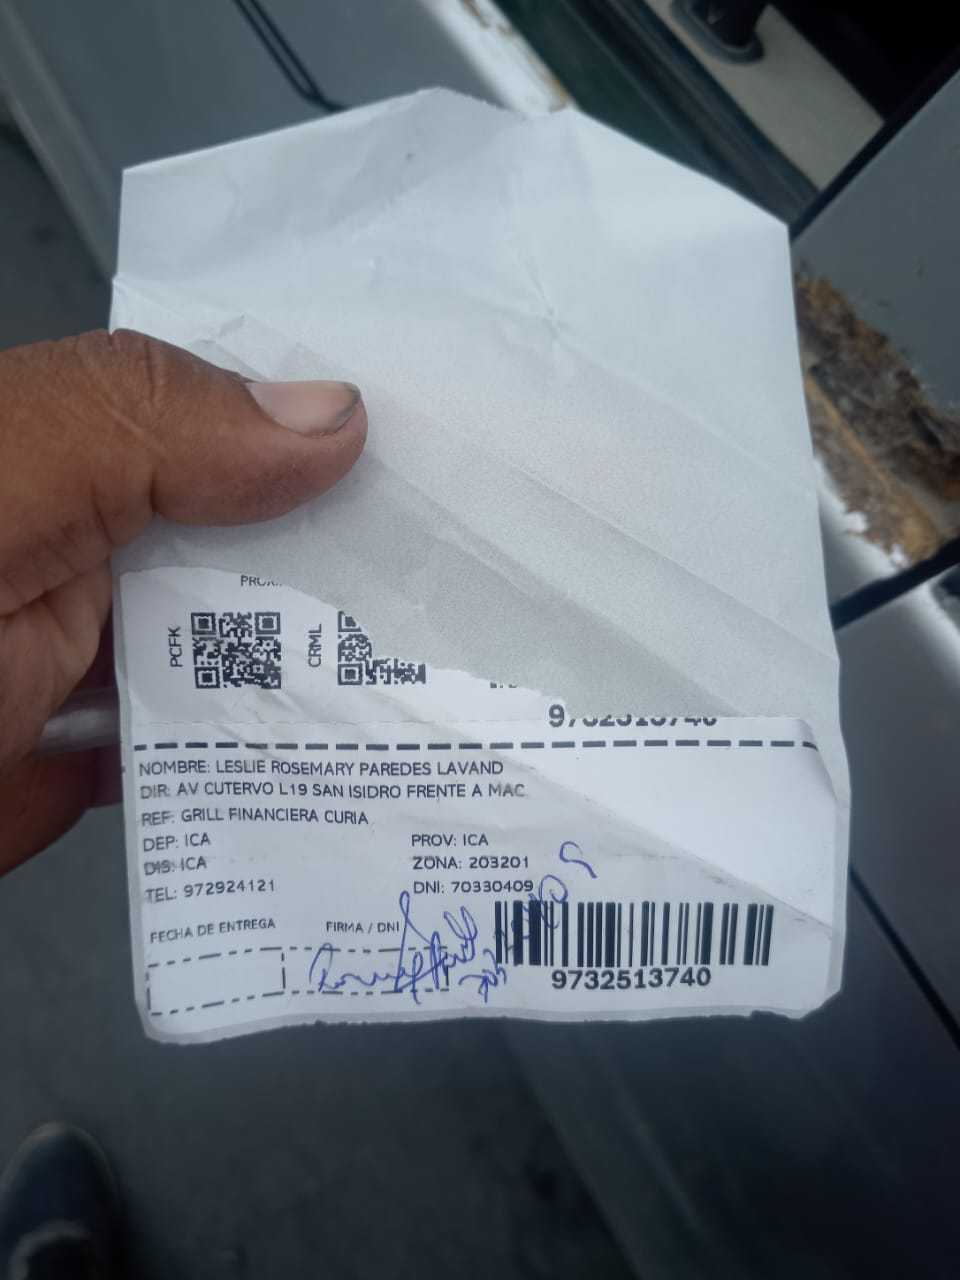 PCFK
CRML
9732513740
NOMBRE: LESLIE ROSEMARY PAREDES LAVAND
DIR: AV CUTERVO L19 SAN ISIDRO FRENTE A MAC
REF: GRILL FINANCIERA CURIA
DEP: ICA
PROV: ICA
DIS: ICA
ZONA: 203201
TEL: 972924121
DNI: 70330409
FECHA DE ENTREGA
FIRMA / DNI
9732513740